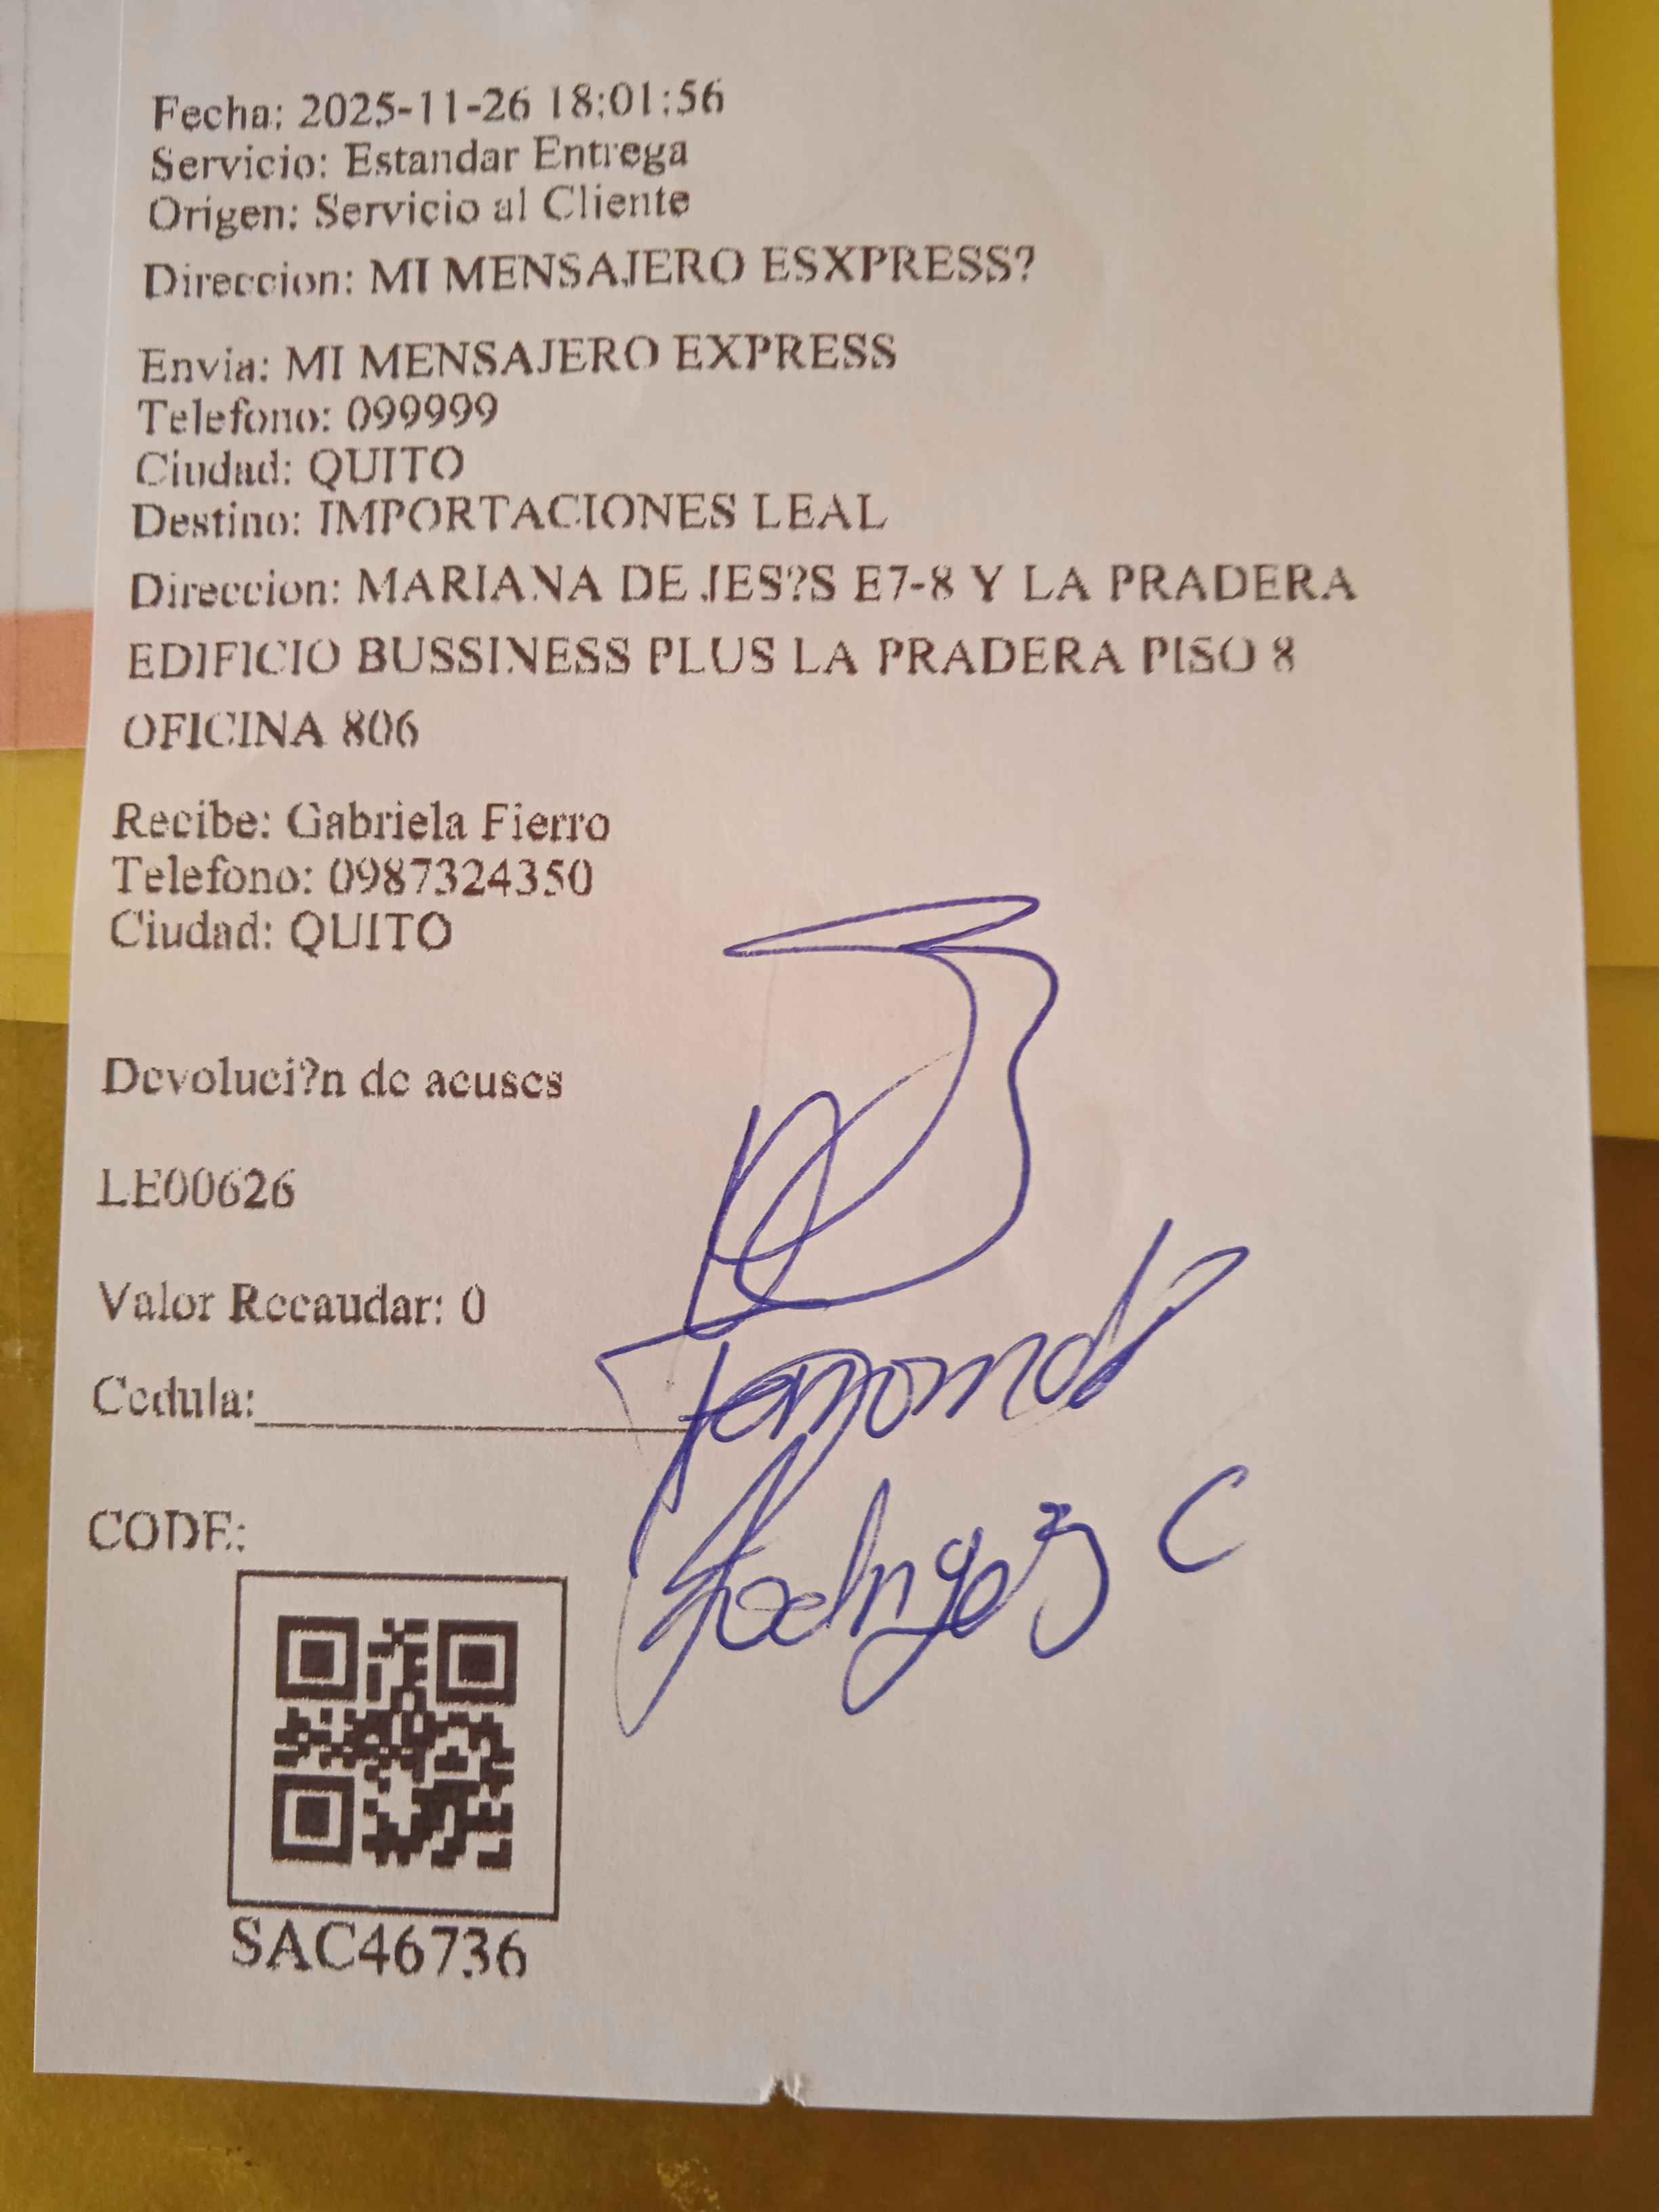 Fecha: 2025-11-26 18:01:56
Servicio: Estandar Entrega
Origen: Servicio al Cliente
Direccion: MI MENSAJERO ESXPRESS?
Envia: MI MENSAJERO EXPRESS
Telefono: 099999
Ciudad: QUITO
Destino: IMPORTACIONES LEAL
Direccion: MARIANA DE JES?S E7-8 Y LA PRADERA
EDIFICIO BUSSINESS PLUS LA PRADERA PISO 8
OFICINA 806
Recibe: Gabriela Fierro
Telefono: 0987324350
Ciudad: QUITO
Devoluci?n de acuses
LE00626
Valor Recaudar: 0
Cedula:
Fernando
Rodriguez C
CODE:
SAC46736